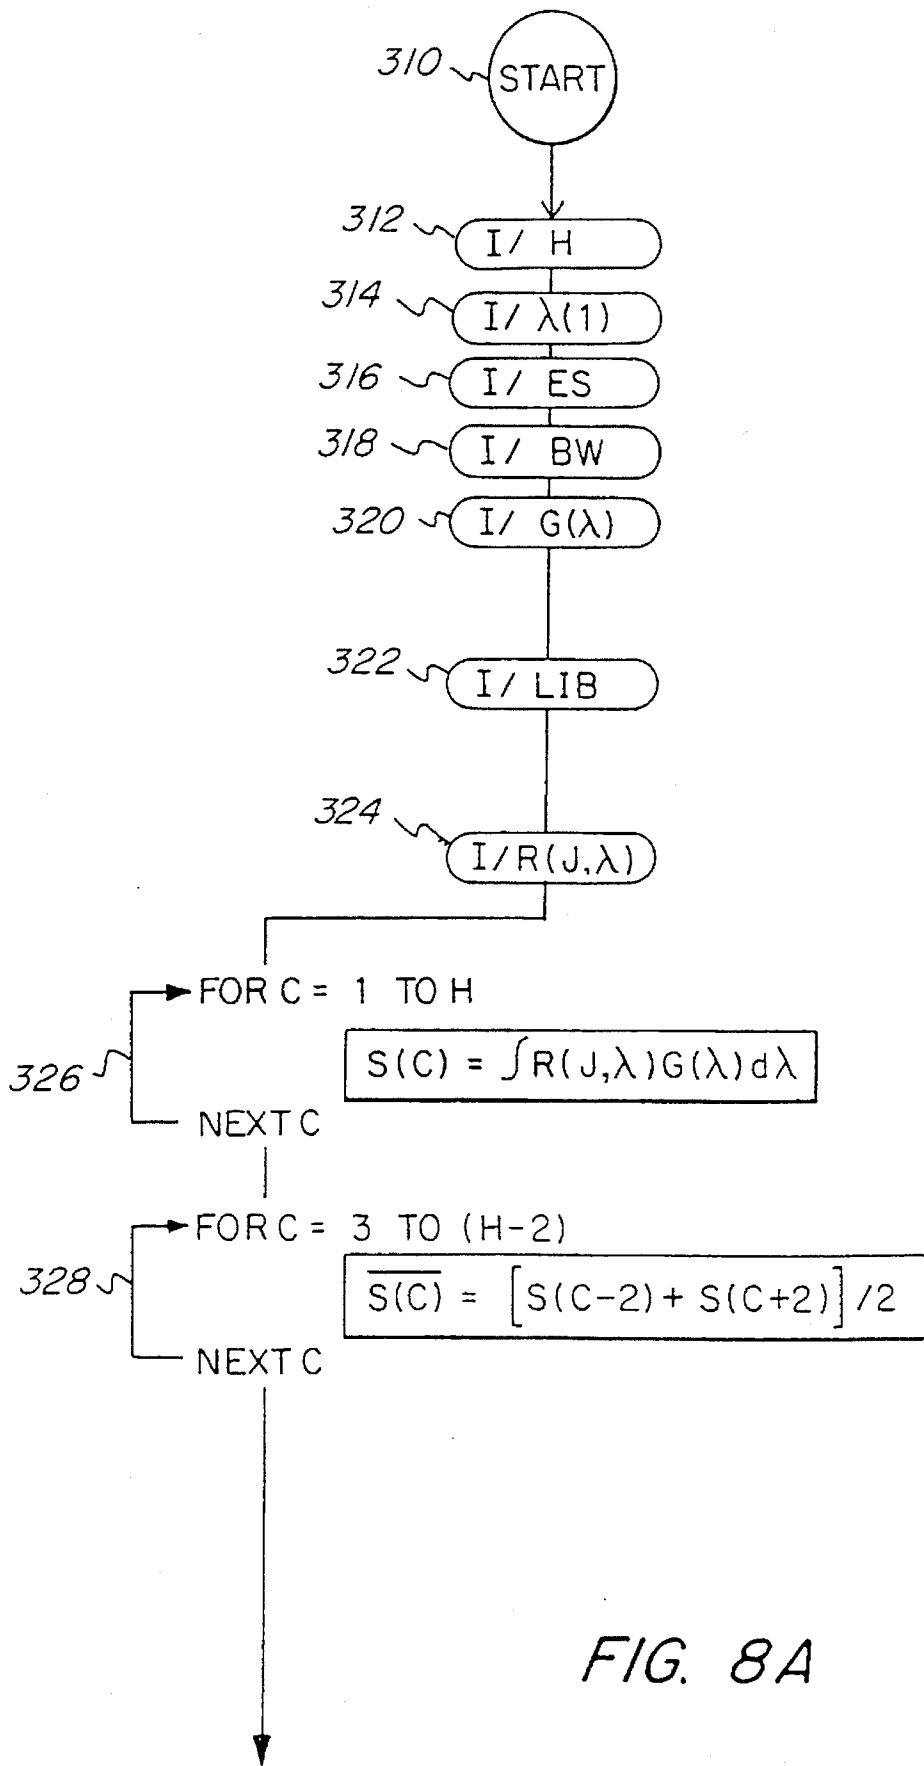 310 START
312 I/ H
314 I/ λ(1)
316 I/ ES
318 I/ BW
320 I/ G(λ)
322 I/ LIB
324 I/R(J,λ)
FOR C = 1 TO H
326 S(C) = ∫R(J,λ)G(λ)dλ
NEXT C
FOR C = 3 TO (H-2)
328 S̅(̅C̅)̅ = [S(C-2) + S(C+2)]/2
NEXT C
FIG. 8A